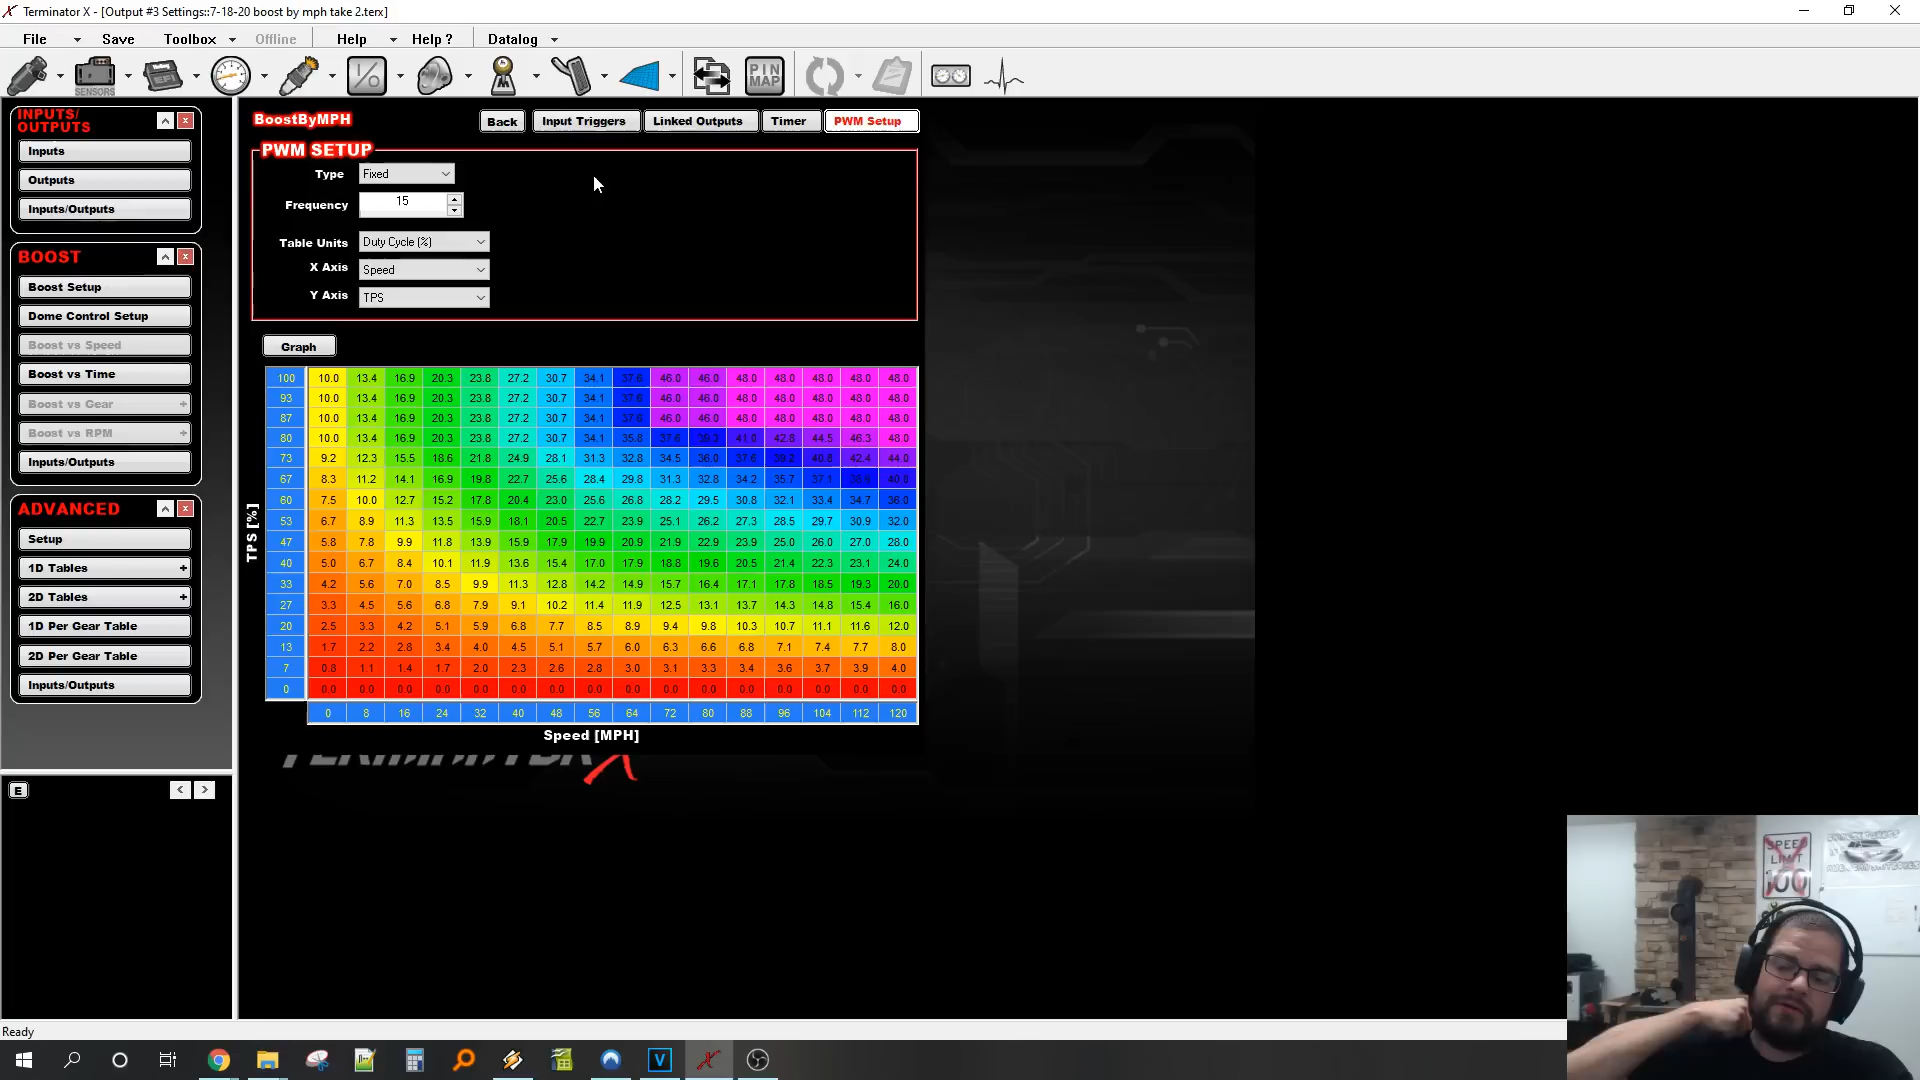 Terminator X - [Output #3 Settings::7-18-20 boost by mph take 2.terx]
File Save Toolbox Offline Help Help ? Datalog
SENSORS EFI I/O PIN MAP
INPUTS/
OUTPUTS
Inputs
Outputs
Inputs/Outputs
BOOST
Boost Setup
Dome Control Setup
Boost vs Speed
Boost vs Time
Boost vs Gear +
Boost vs RPM +
Inputs/Outputs
ADVANCED
Setup
1D Tables +
2D Tables +
1D Per Gear Table
2D Per Gear Table
Inputs/Outputs
E < >
BoostByMPH Back Input Triggers Linked Outputs Timer PWM Setup
PWM SETUP
Type Fixed
Frequency 15
Table Units Duty Cycle (%)
X Axis Speed
Y Axis TPS
Graph
100 10.0 13.4 16.9 20.3 23.8 27.2 30.7 34.1 37.6 46.0 46.0 48.0 48.0 48.0 48.0 48.0
93 10.0 13.4 16.9 20.3 23.8 27.2 30.7 34.1 37.6 46.0 46.0 48.0 48.0 48.0 48.0 48.0
87 10.0 13.4 16.9 20.3 23.8 27.2 30.7 34.1 37.6 46.0 46.0 48.0 48.0 48.0 48.0 48.0
80 10.0 13.4 16.9 20.3 23.8 27.2 30.7 34.1 35.8 37.6 39.3 41.0 42.8 44.5 46.3 48.0
73 9.2 12.3 15.5 18.6 21.8 24.9 28.1 31.3 32.8 34.5 36.0 37.6 39.2 40.8 42.4 44.0
67 8.3 11.2 14.1 16.9 19.8 22.7 25.6 28.4 29.8 31.3 32.8 34.2 35.7 37.1 40.0
60 7.5 10.0 12.7 15.2 17.8 20.4 23.0 25.6 26.8 28.2 29.5 30.8 32.1 33.4 34.7 36.0
53 6.7 8.9 11.3 13.5 15.9 18.1 20.5 22.7 23.9 25.1 26.2 27.3 28.5 29.7 30.9 32.0
47 5.8 7.8 9.9 11.8 13.9 15.9 17.9 19.9 20.9 21.9 22.9 23.9 25.0 26.0 27.0 28.0
40 5.0 6.7 8.4 10.1 11.9 13.6 15.4 17.0 17.9 18.8 19.6 20.5 21.4 22.3 23.1 24.0
33 4.2 5.6 7.0 8.5 9.9 11.3 12.8 14.2 14.9 15.7 16.4 17.1 17.8 18.5 19.3 20.0
27 3.3 4.5 5.6 6.8 7.9 9.1 10.2 11.4 11.9 12.5 13.1 13.7 14.3 14.8 15.4 16.0
20 2.5 3.3 4.2 5.1 5.9 6.8 7.7 8.5 8.9 9.4 9.8 10.3 10.7 11.1 11.6 12.0
13 1.7 2.2 2.8 3.4 4.0 4.5 5.1 5.7 6.0 6.3 6.6 6.8 7.1 7.4 7.7 8.0
7 0.8 1.1 1.4 1.7 2.0 2.3 2.6 2.8 3.0 3.1 3.3 3.4 3.6 3.7 3.9 4.0
0 0.0 0.0 0.0 0.0 0.0 0.0 0.0 0.0 0.0 0.0 0.0 0.0 0.0 0.0 0.0 0.0
0 8 16 24 32 40 48 56 64 72 80 88 96 104 112 120
TPS [%]
Speed [MPH]
SPEED
LIMIT
100
Ready